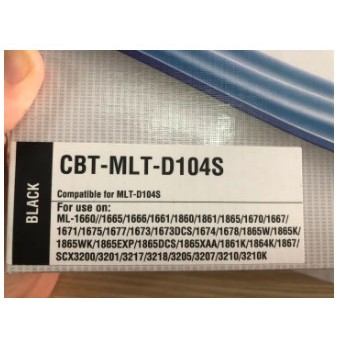 BLACK
CBT-MLT-D104S
Compatible for MLT-D104S
For use on:
ML-1660//1665/1666/1661/1860/1861/1865/1670/1667/
1671/1675/1677/1673/1673DCS/1674/1678/1865W/1865K/
1865WK/1865EXP/1865DCS/1865XAA/1861K/1864K/1867/
SCX3200/3201/3217/3218/3205/3207/3210/3210K